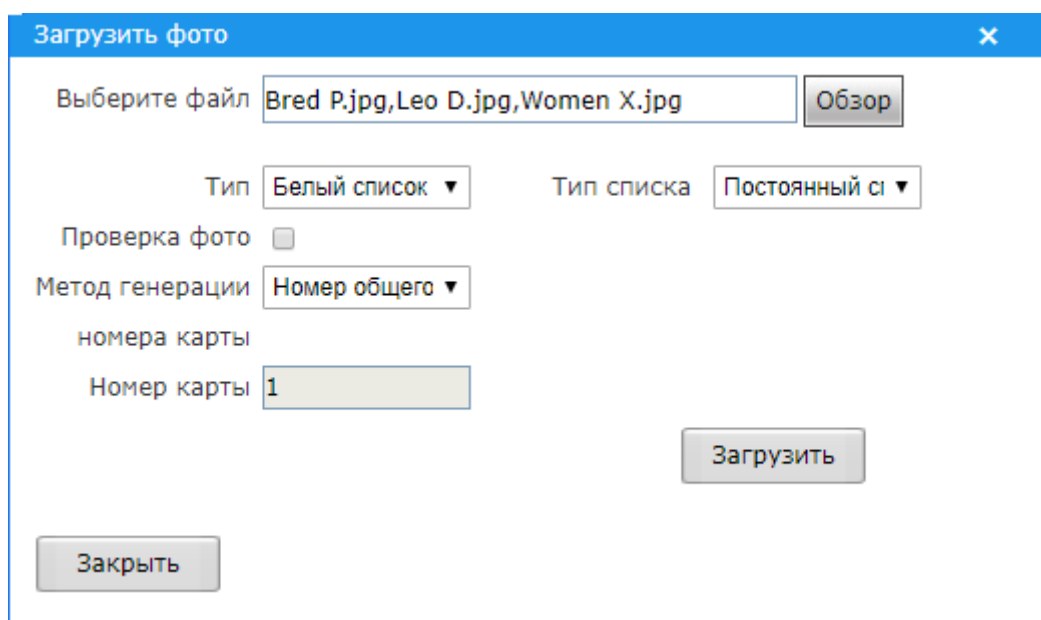 Загрузить фото ×
Выберите файл Bred P.jpg,Leo D.jpg,Women X.jpg Обзор
Тип Белый список ▼ Тип списка Постоянный сп ▼
Проверка фото
Метод генерации Номер общего ▼
номера карты
Номер карты 1
Загрузить
Закрыть